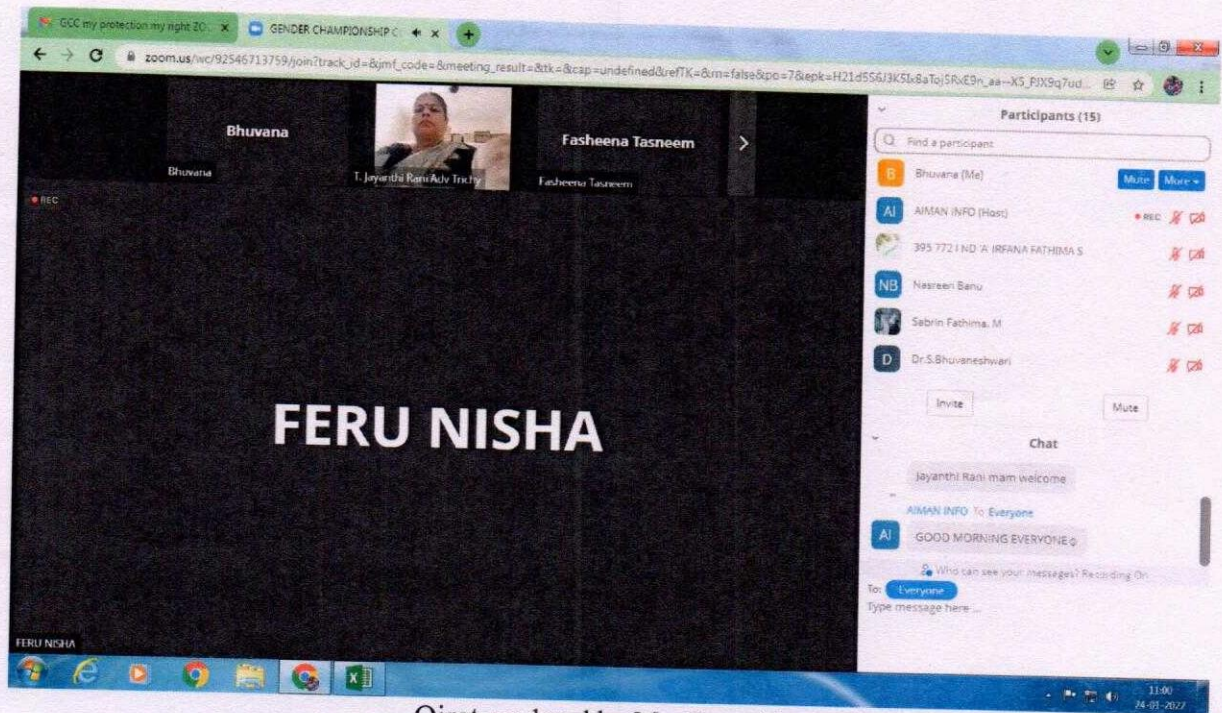 GCC my protection my right ZO
GENDER CHAMPIONSHIP C
zoom.us/wc/92546713759/join?track_id=&jmf_code=&meeting_result=&tk=&cap=undefined&refTK=&rn=false&po=7&epk=
Bhuvana
Bhuvana
T. Jayanthi Rani Adv Trichy
Fasheena Tasneem
Fasheena Tasneem
REC
FERU NISHA
FERU NISHA
Participants (15)
Find a participant
B Bhuvana (Me) Mute More
AI AIMAN INFO (Host) REC
395 772 I ND 'A' IRFANA FATHIMA S
NB Nasreen Banu
Sabrin Fathima. M
D Dr.S.Bhuvaneshwari
Invite Mute
Chat
Jayanthi Rani mam welcome
AIMAN INFO To Everyone
AI GOOD MORNING EVERYONE
Who can see your messages? Recording On
To: Everyone
Type message here ...
11:00
24-01-2022